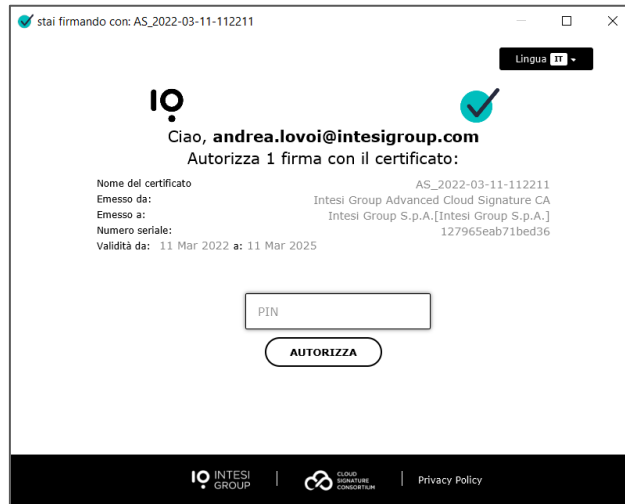 stai firmando con: AS_2022-03-11-112211
Lingua IT
Ciao, andrea.lovoi@intesigroup.com
Autorizza 1 firma con il certificato:
Nome del certificato AS_2022-03-11-112211
Emesso da: Intesi Group Advanced Cloud Signature CA
Emesso a: Intesi Group S.p.A.[Intesi Group S.p.A.]
Numero seriale: 127965eab71bed36
Validità da: 11 Mar 2022 a: 11 Mar 2025
PIN
AUTORIZZA
INTESI
GROUP
CLOUD
SIGNATURE
CONSORTIUM
Privacy Policy